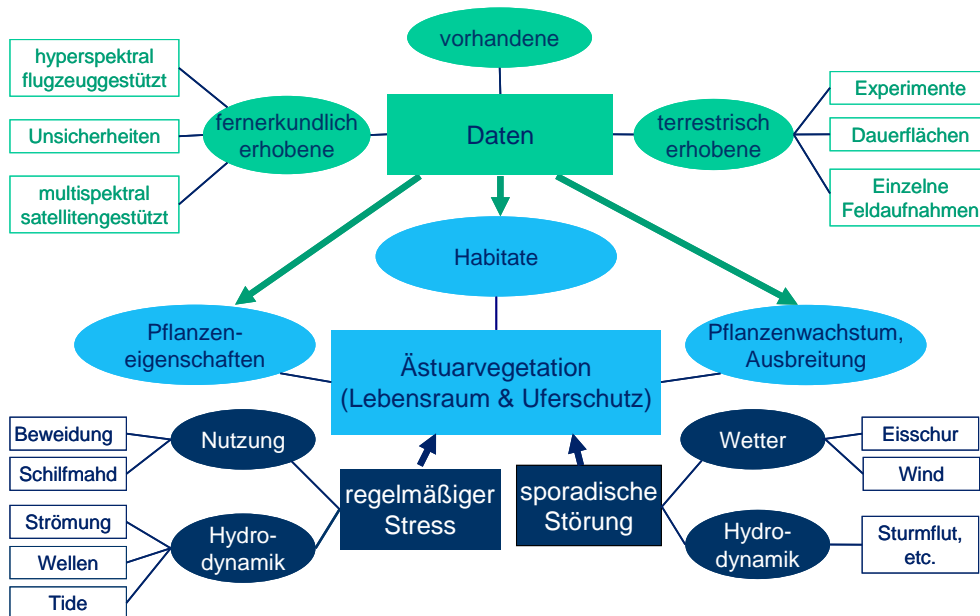 vorhandene
hyperspektral
flugzeuggestützt
Unsicherheiten
multispektral
satellitengestützt
fernerkundlich
erhobene
Daten
terrestrisch
erhobene
Experimente
Dauerflächen
Einzelne
Feldaufnahmen
Habitate
Pflanzen-
eigenschaften
Ästuarvegetation
(Lebensraum & Uferschutz)
Pflanzenwachstum,
Ausbreitung
Beweidung
Schilfmahd
Nutzung
regelmäßiger
Stress
sporadische
Störung
Wetter
Eisschur
Wind
Strömung
Wellen
Tide
Hydro-
dynamik
Hydro-
dynamik
Sturmflut,
etc.